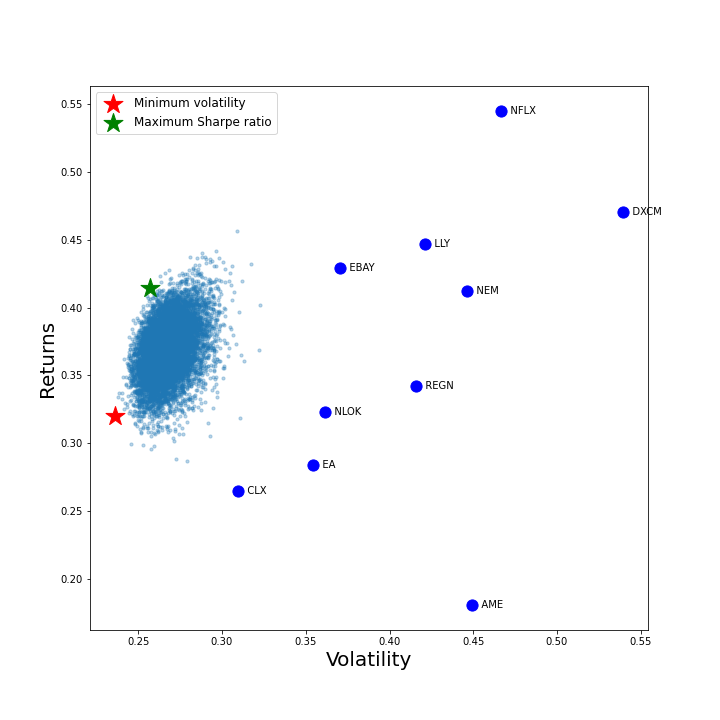 Minimum volatility
Maximum Sharpe ratio
0.55
0.50
0.45
0.40
0.35
0.30
0.25
0.20
Returns
NFLX
DXCM
LLY
EBAY
NEM
REGN
NLOK
EA
CLX
AME
0.25 0.30 0.35 0.40 0.45 0.50 0.55
Volatility